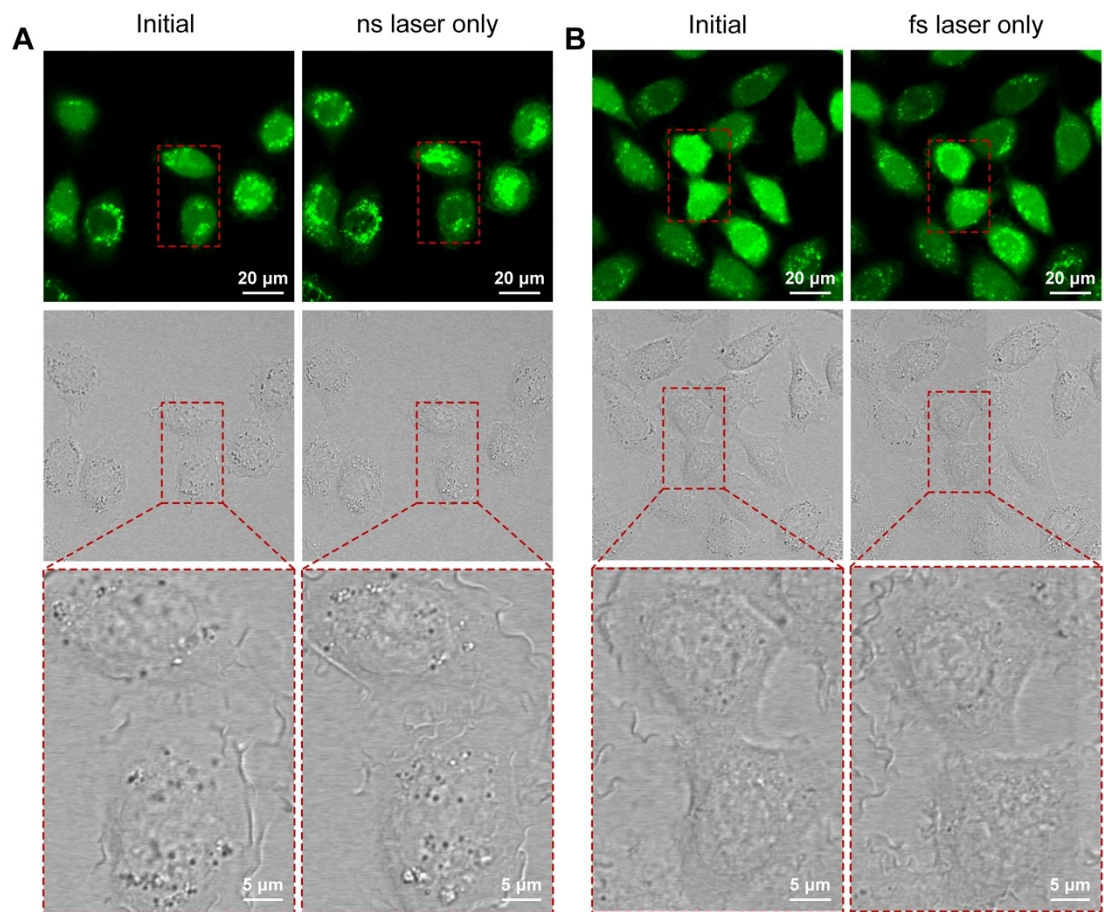 A
Initial
ns laser only
B
Initial
fs laser only
20 μm
20 μm
20 μm
20 μm
5 μm
5 μm
5 μm
5 μm